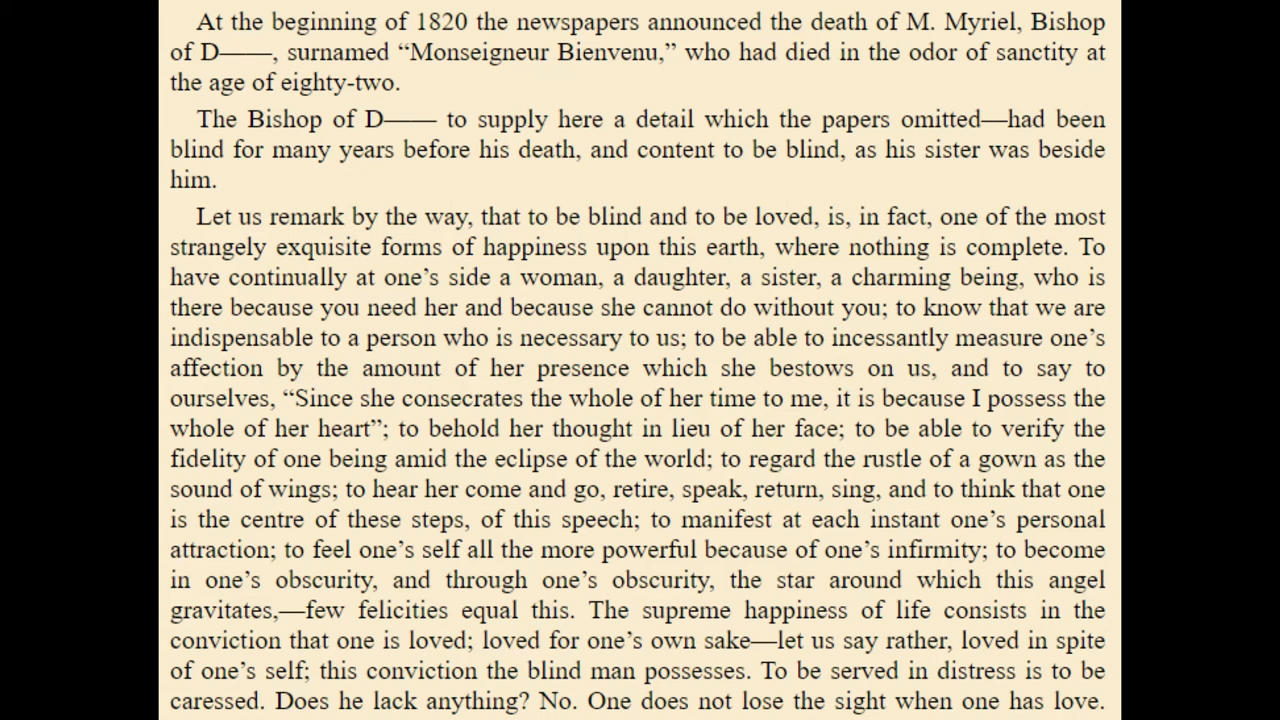 At the beginning of 1820 the newspapers announced the death of M. Myriel, Bishop
of D——, surnamed “Monseigneur Bienvenu,” who had died in the odor of sanctity at
the age of eighty-two.
The Bishop of D—— to supply here a detail which the papers omitted—had been
blind for many years before his death, and content to be blind, as his sister was beside
him.
Let us remark by the way, that to be blind and to be loved, is, in fact, one of the most
strangely exquisite forms of happiness upon this earth, where nothing is complete. To
have continually at one’s side a woman, a daughter, a sister, a charming being, who is
there because you need her and because she cannot do without you; to know that we are
indispensable to a person who is necessary to us; to be able to incessantly measure one’s
affection by the amount of her presence which she bestows on us, and to say to
ourselves, “Since she consecrates the whole of her time to me, it is because I possess the
whole of her heart”; to behold her thought in lieu of her face; to be able to verify the
fidelity of one being amid the eclipse of the world; to regard the rustle of a gown as the
sound of wings; to hear her come and go, retire, speak, return, sing, and to think that one
is the centre of these steps, of this speech; to manifest at each instant one’s personal
attraction; to feel one’s self all the more powerful because of one’s infirmity; to become
in one’s obscurity, and through one’s obscurity, the star around which this angel
gravitates,—few felicities equal this. The supreme happiness of life consists in the
conviction that one is loved; loved for one’s own sake—let us say rather, loved in spite
of one’s self; this conviction the blind man possesses. To be served in distress is to be
caressed. Does he lack anything? No. One does not lose the sight when one has love.